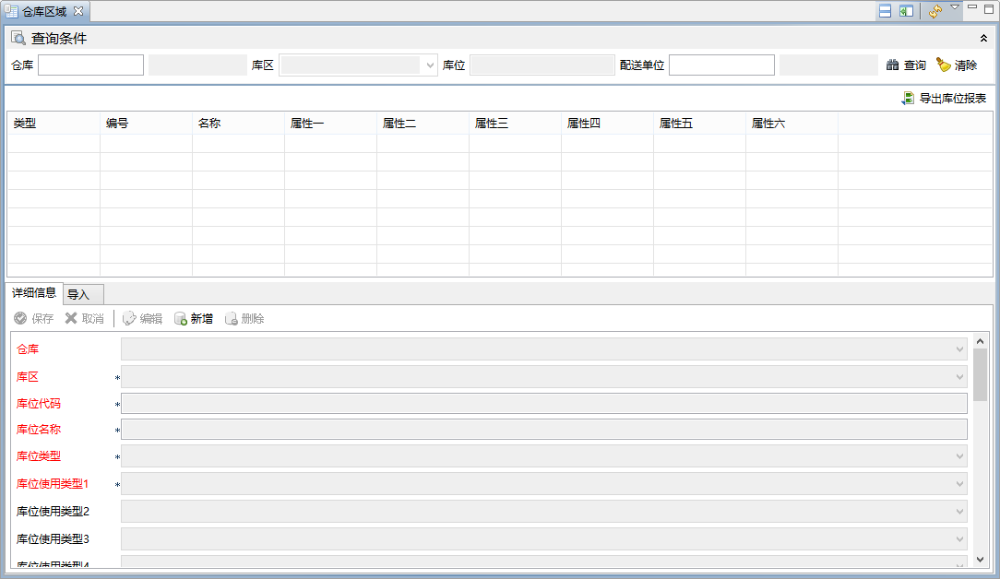 仓库区域
查询条件
仓库 库区 库位 配送单位 查询 清除
导出库位报表
类型 编号 名称 属性一 属性二 属性三 属性四 属性五 属性六
详细信息 导入
保存 取消 编辑 新增 删除
仓库
库区 *
库位代码 *
库位名称 *
库位类型 *
库位使用类型1 *
库位使用类型2
库位使用类型3
库位使用类型4